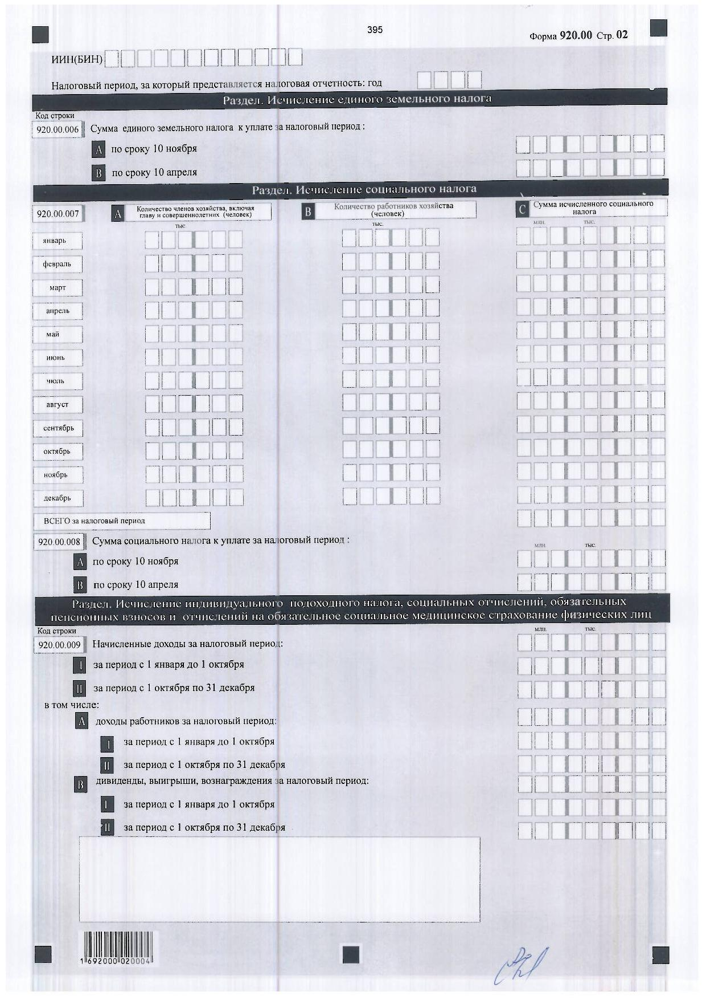 395
Форма 920.00 Стр. 02
ИИН(БИН)
Налоговый период, за который представляется налоговая отчетность: год
Раздел. Исчисление единого земельного налога
Код строки
920.00.006 Сумма единого земельного налога к уплате за налоговый период :
A по сроку 10 ноября
B по сроку 10 апреля
Раздел. Исчисление социального налога
920.00.007
A Количество членов хозяйства, включая
главу и совершеннолетних (человек)
B Количество работников хозяйства
(человек)
C Сумма исчисленного социального
налога
тыс.
тыс.
млн. тыс.
январь
февраль
март
апрель
май
июнь
июль
август
сентябрь
октябрь
ноябрь
декабрь
ВСЕГО за налоговый период
920.00.008 Сумма социального налога к уплате за налоговый период :
млн. тыс.
A по сроку 10 ноября
B по сроку 10 апреля
Раздел. Исчисление индивидуального подоходного налога, социальных отчислений, обязательных
пенсионных взносов и отчислений на обязательное социальное медицинское страхование физических лиц
Код строки
млн. тыс.
920.00.009 Начисленные доходы за налоговый период:
I за период с 1 января до 1 октября
II за период с 1 октября по 31 декабря
в том числе:
A доходы работников за налоговый период:
I за период с 1 января до 1 октября
II за период с 1 октября по 31 декабря
B дивиденды, выигрыши, вознаграждения за налоговый период:
I за период с 1 января до 1 октября
II за период с 1 октября по 31 декабря
1 692000 020004